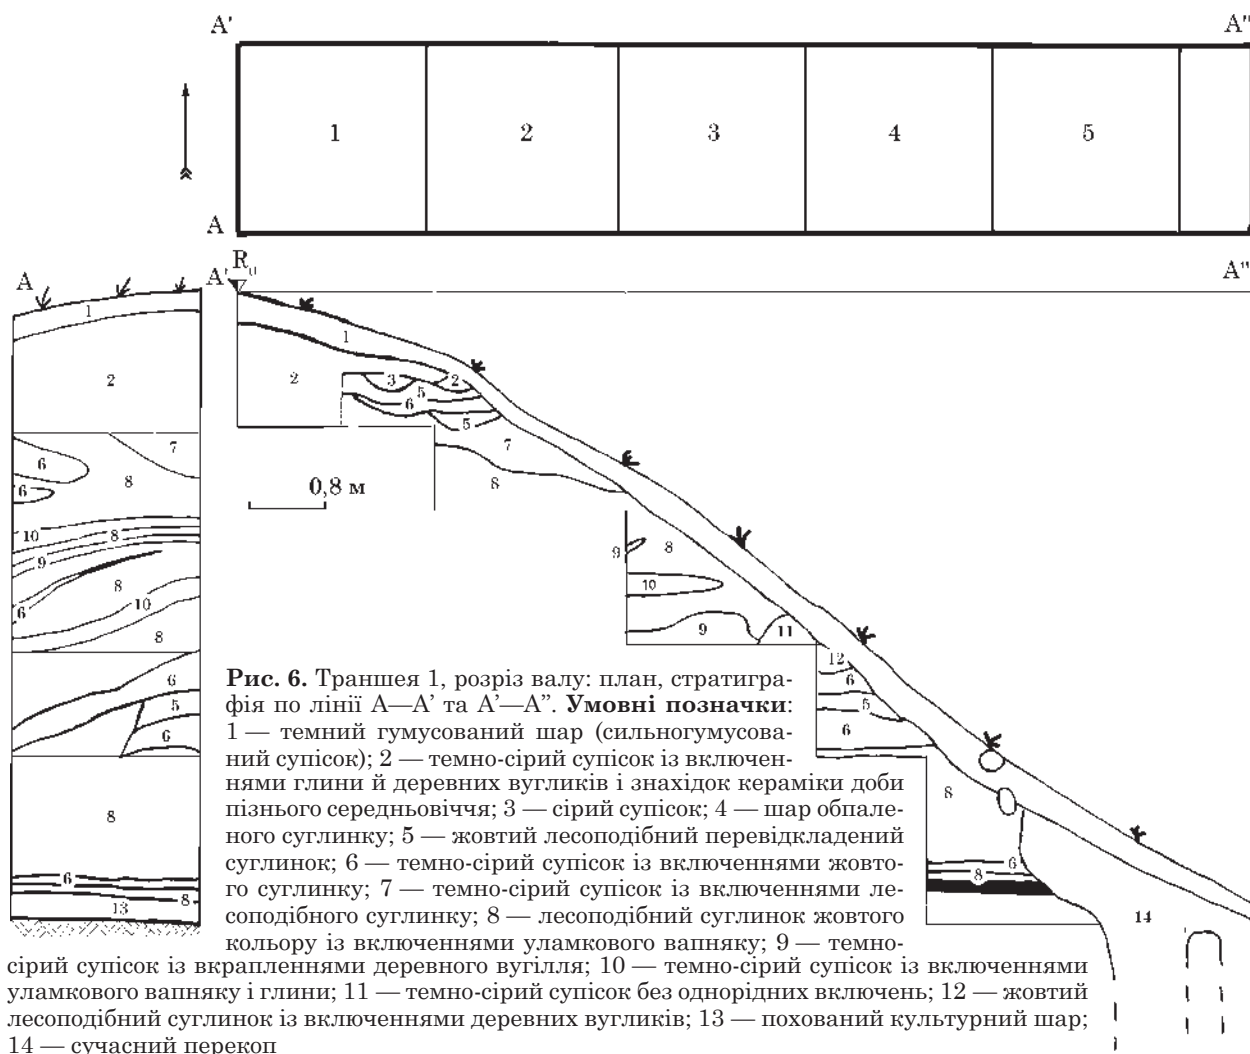 A' A"
1 2 3 4 5
A
A A' R₀ A"
1
2
7
6
8
6
10
8
9
8
6
10
8
6
5
6
8
6
8
13
1
2
3
2
5
6
5
7
8
0,8 м
9
8
10
9
11
12
6
5
6
8
6
8
14
Рис. 6. Траншея 1, розріз валу: план, стратигра-
фія по лінії А—А' та А'—А”. Умовні позначки:
1 — темний гумусований шар (сильногумусова-
ний супісок); 2 — темно-сірий супісок із включен-
нями глини й деревних вугликів і знахідок кераміки доби
пізнього середньовіччя; 3 — сірий супісок; 4 — шар обпале-
ного суглинку; 5 — жовтий лесоподібний перевідкладений
суглинок; 6 — темно-сірий супісок із включеннями жовто-
го суглинку; 7 — темно-сірий супісок із включеннями ле-
соподібного суглинку; 8 — лесоподібний суглинок жовтого
кольору із включеннями уламкового вапняку; 9 — темно-
сірий супісок із вкрапленнями деревного вугілля; 10 — темно-сірий супісок із включеннями
уламкового вапняку і глини; 11 — темно-сірий супісок без однорідних включень; 12 — жовтий
лесоподібний суглинок із включеннями деревних вугликів; 13 — похований культурний шар;
14 — сучасний перекоп